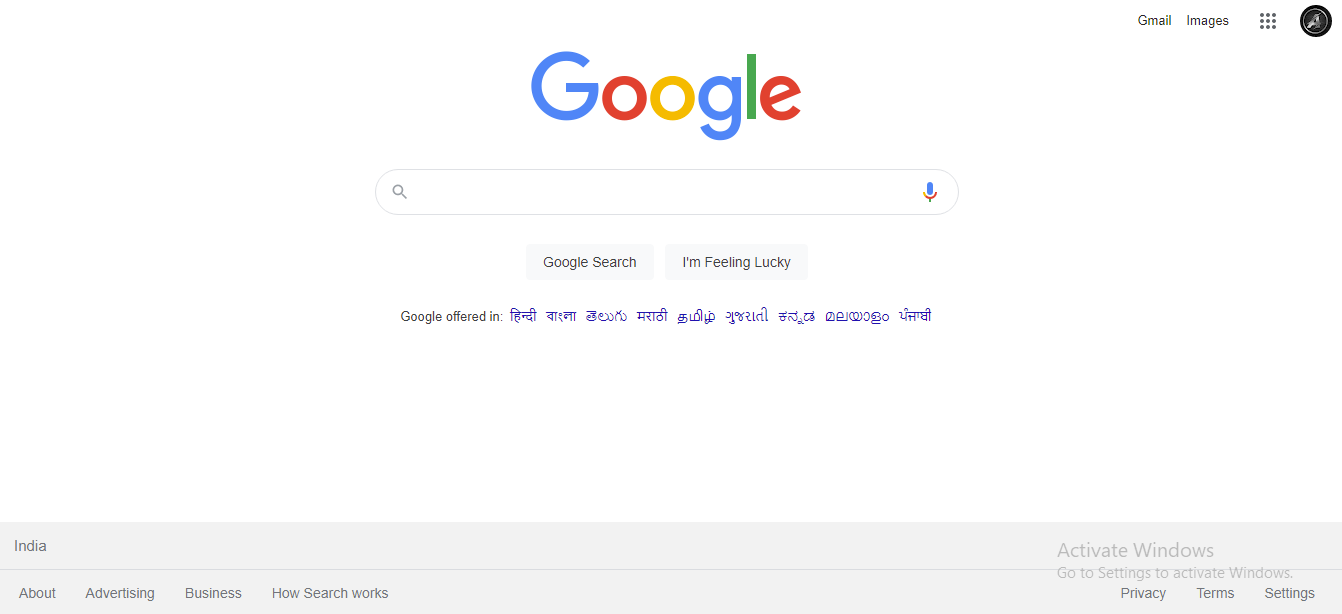 Gmail Images
Google
Google Search I'm Feeling Lucky
Google offered in: हिन्दी বাংলা తెలుగు मराठी தமிழ் ગુજરાતી ಕನ್ನಡ മലയാളം ਪੰਜਾਬੀ
India
Activate Windows
Go to Settings to activate Windows.
About Advertising Business How Search works Privacy Terms Settings